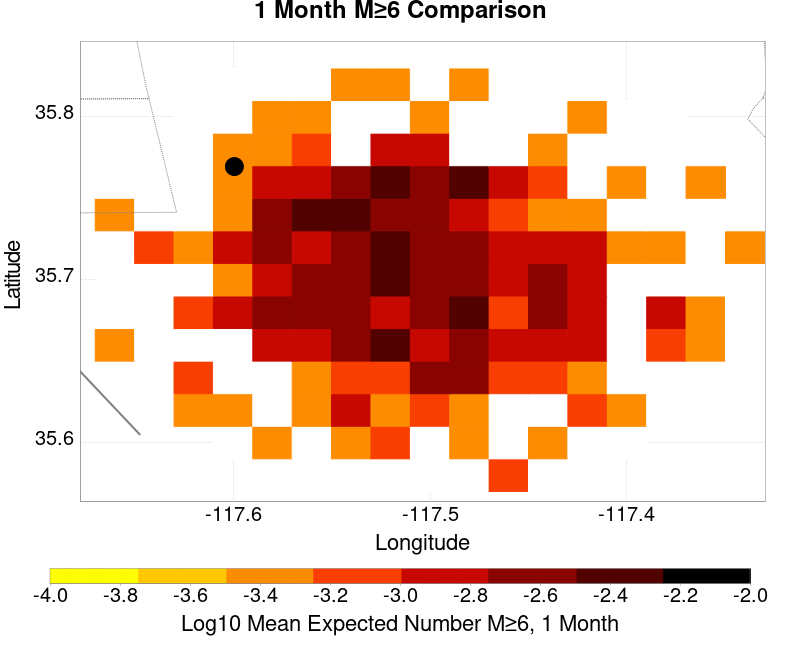 1 Month M≥6 Comparison
35.8
35.7
35.6
Latitude
-117.6 -117.5 -117.4
Longitude
-4.0 -3.8 -3.6 -3.4 -3.2 -3.0 -2.8 -2.6 -2.4 -2.2 -2.0
Log10 Mean Expected Number M≥6, 1 Month